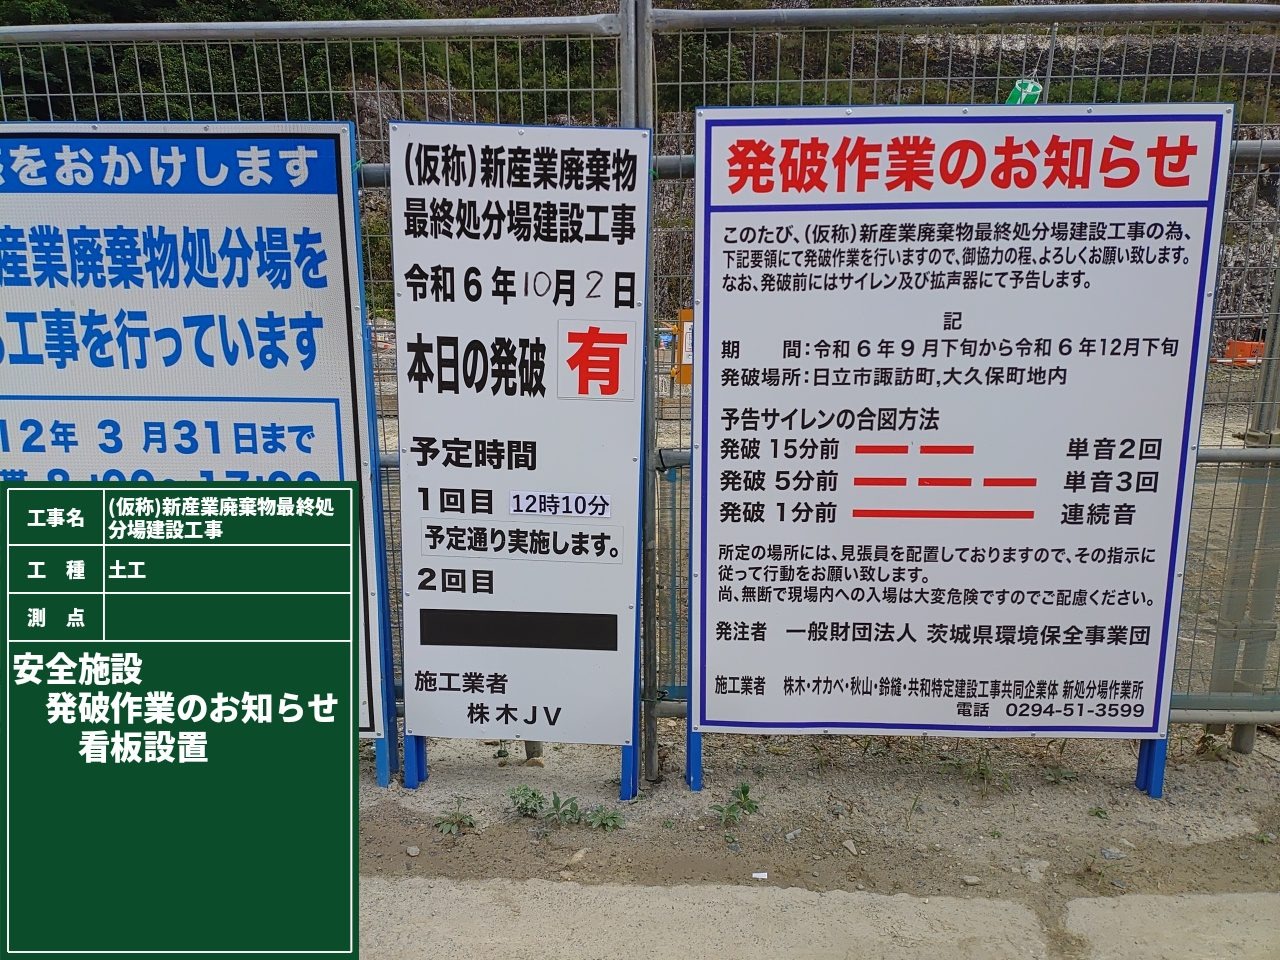 をおかけします
産業廃棄物処分場を
工事を行っています
12年 3 月31日まで
(仮称)新産業廃棄物
最終処分場建設工事
令和 6 年 10月 2 日
本日の発破 有
予定時間
1回目 12時10分
予定通り実施します。
2回目
施工業者
株木JV
発破作業のお知らせ
このたび、(仮称)新産業廃棄物最終処分場建設工事の為、
下記要領にて発破作業を行いますので、御協力の程、よろしくお願い致します。
なお、発破前にはサイレン及び拡声器にて予告します。
記
期　　間：令和 6 年 9 月下旬から令和 6 年12月下旬
発破場所：日立市諏訪町,大久保町地内
予告サイレンの合図方法
発破 15分前 単音2回
発破 5分前 単音3回
発破 1分前 連続音
所定の場所には、見張員を配置しておりますので、その指示に
従って行動をお願い致します。
尚、無断で現場内への入場は大変危険ですのでご配慮ください。
発注者　一般財団法人 茨城県環境保全事業団
施工業者　株木・オカベ・秋山・鈴縫・共和特定建設工事共同企業体 新処分場作業所
電話　0294-51-3599
工事名 (仮称)新産業廃棄物最終処
分場建設工事
工　種 土工
測　点
安全施設
発破作業のお知らせ
看板設置